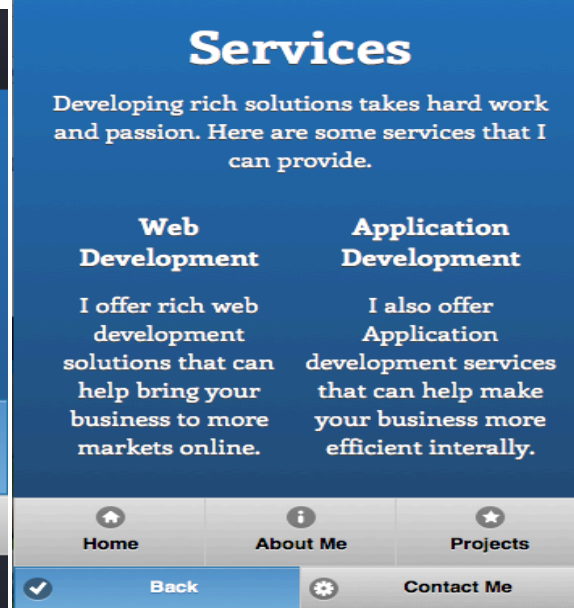 Services
Developing rich solutions takes hard work
and passion. Here are some services that I
can provide.
Web
Development
I offer rich web
development
solutions that can
help bring your
business to more
markets online.
Application
Development
I also offer
Application
development services
that can help make
your business more
efficient interally.
Home
About Me
Projects
Back
Contact Me